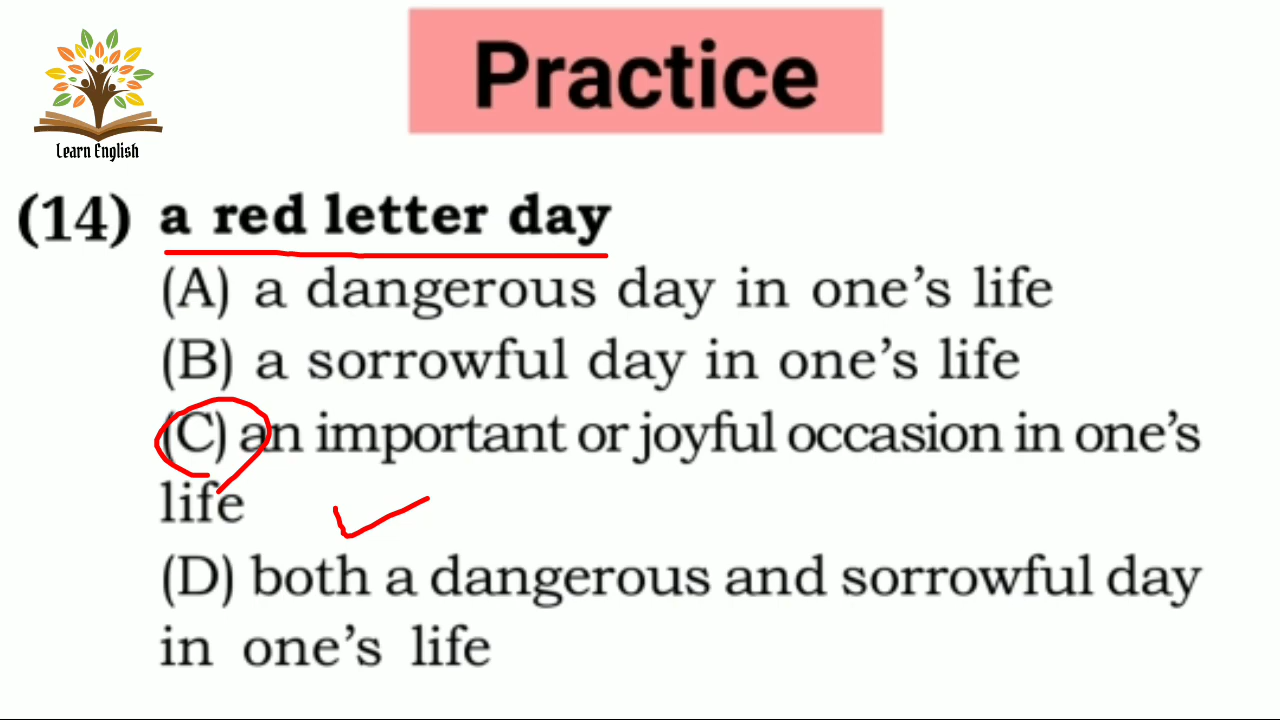 Practice
Learn English
(14) a red letter day
(A) a dangerous day in one's life
(B) a sorrowful day in one's life
(C) an important or joyful occasion in one's
life
(D) both a dangerous and sorrowful day
in one's life